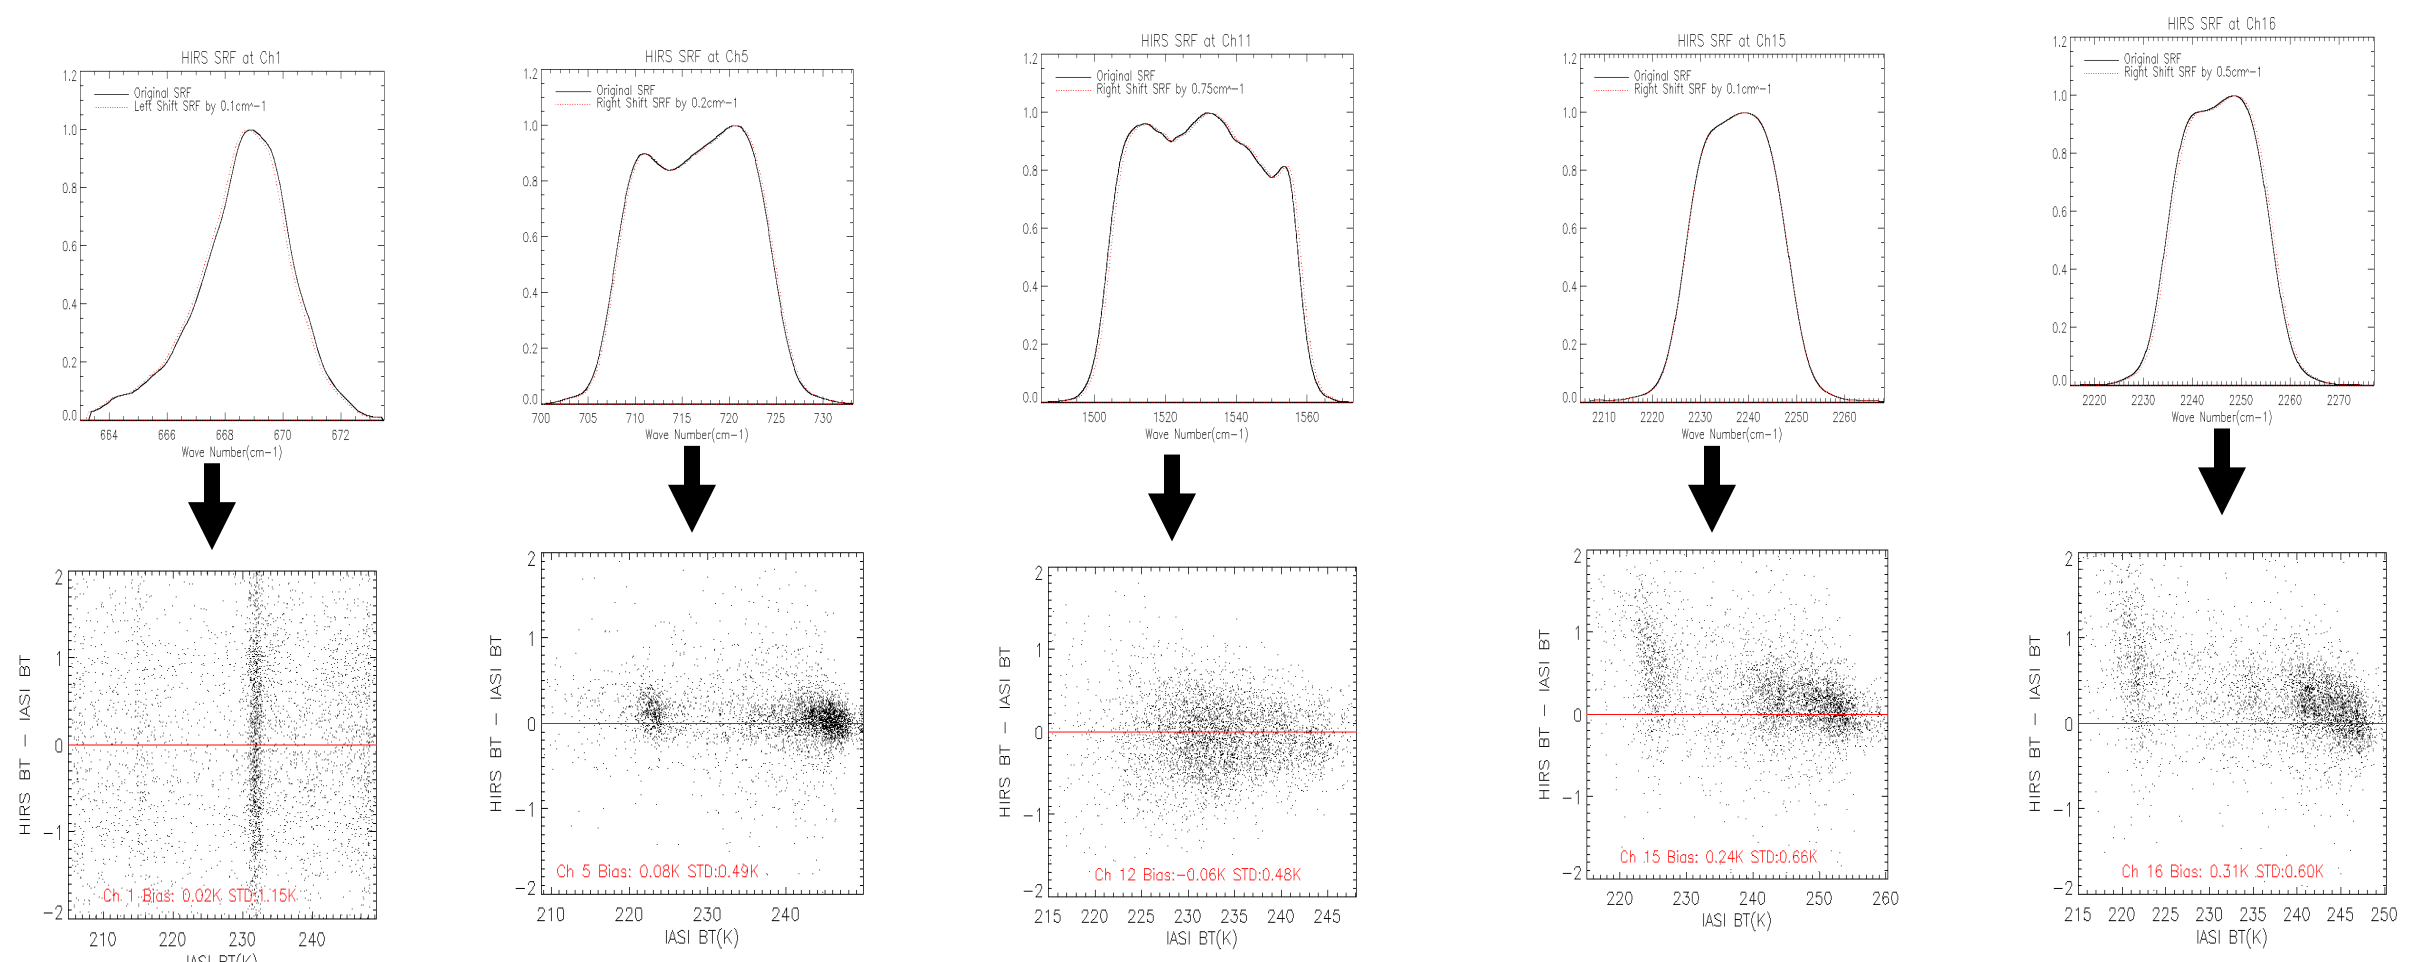 HIRS SRF at Ch1
1.2
Original SRF
Left Shift SRF by 0.1cm^-1
1.0
0.8
0.6
0.4
0.2
0.0
664 666 668 670 672
Wave Number(cm-1)
HIRS SRF at Ch5
1.2
Original SRF
Right Shift SRF by 0.2cm^-1
1.0
0.8
0.6
0.4
0.2
0.0
700 705 710 715 720 725 730
Wave Number(cm-1)
HIRS SRF at Ch11
1.2
Original SRF
Right Shift SRF by 0.75cm^-1
1.0
0.8
0.6
0.4
0.2
0.0
1500 1520 1540 1560
Wave Number(cm-1)
HIRS SRF at Ch15
1.2
Original SRF
Right Shift SRF by 0.1cm^-1
1.0
0.8
0.6
0.4
0.2
0.0
2210 2220 2230 2240 2250 2260
Wave Number(cm-1)
HIRS SRF at Ch16
1.2
Original SRF
Right Shift SRF by 0.5cm^-1
1.0
0.8
0.6
0.4
0.2
0.0
2220 2230 2240 2250 2260 2270
Wave Number(cm-1)
HIRS BT - IASI BT
2
1
0
-1
-2
Ch 1 Bias: 0.02K STD:1.15K
210 220 230 240
IASI BT(K)
HIRS BT - IASI BT
2
1
0
-1
-2
Ch 5 Bias: 0.08K STD:0.49K
210 220 230 240
IASI BT(K)
HIRS BT - IASI BT
2
1
0
-1
-2
Ch 12 Bias:-0.06K STD:0.48K
215 220 225 230 235 240 245
IASI BT(K)
HIRS BT - IASI BT
2
1
0
-1
-2
Ch 15 Bias: 0.24K STD:0.66K
220 230 240 250 260
IASI BT(K)
HIRS BT - IASI BT
2
1
0
-1
-2
Ch 16 Bias: 0.31K STD:0.60K
215 220 225 230 235 240 245 250
IASI BT(K)